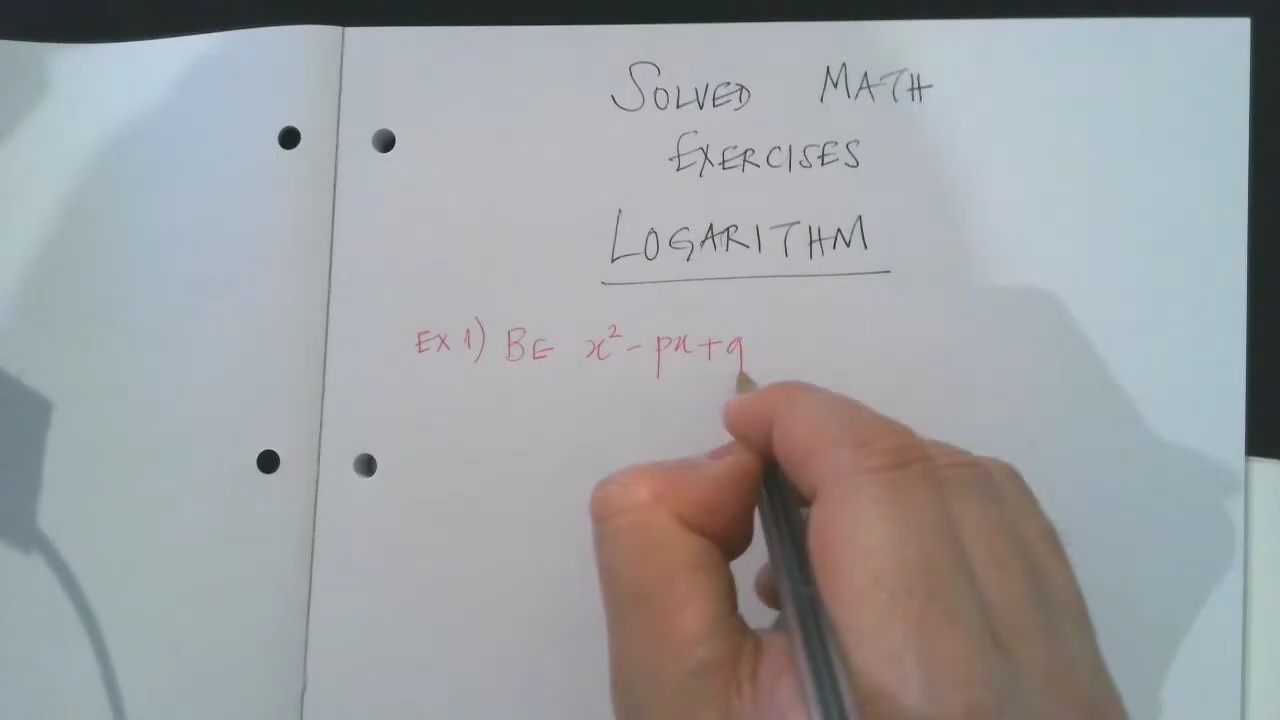 SOLVED MATH
EXERCISES
LOGARITHM
EX 1) BE x² - px + q